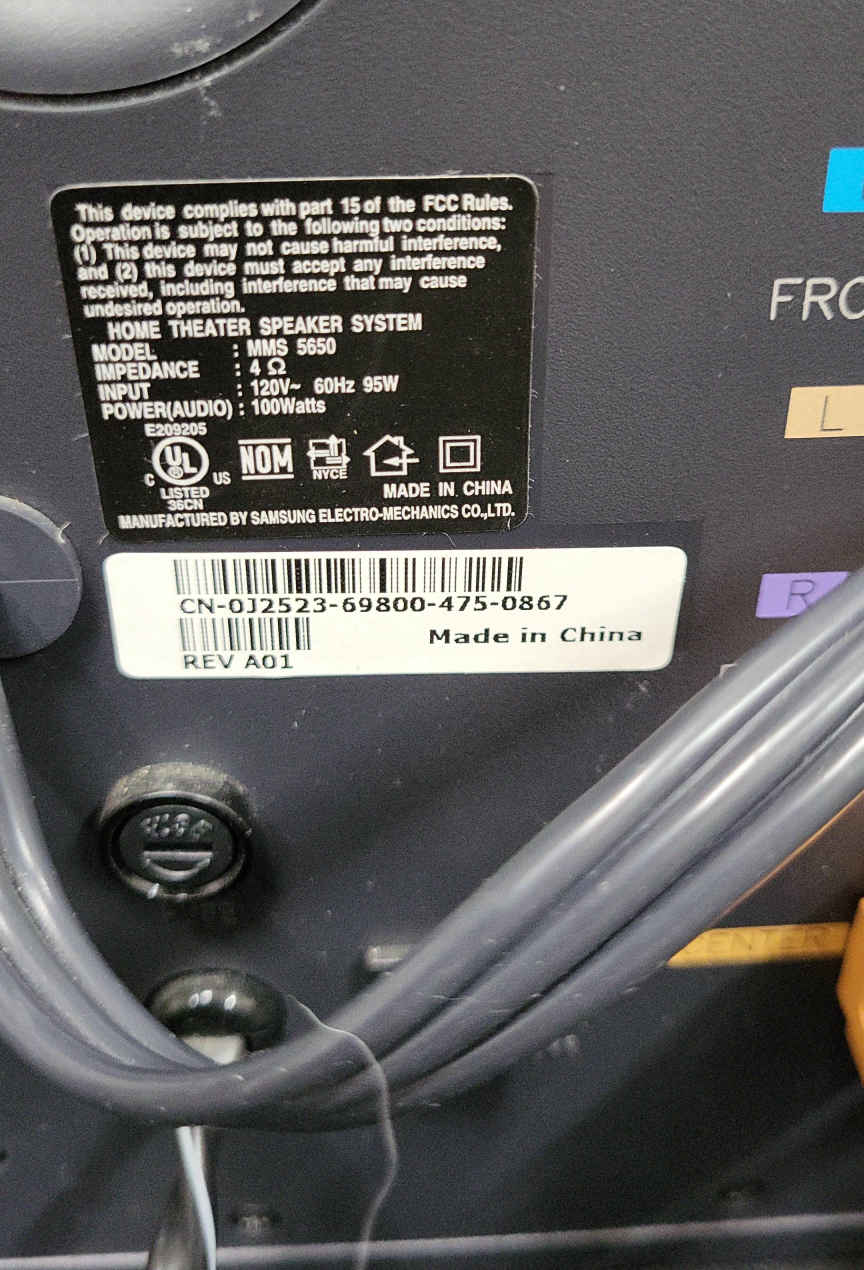 This device complies with part 15 of the FCC Rules.
Operation is subject to the following two conditions:
(1) This device may not cause harmful interference,
and (2) this device must accept any interference
received, including interference that may cause
undesired operation.
HOME THEATER SPEAKER SYSTEM
MODEL : MMS 5650
IMPEDANCE : 4 Ω
INPUT : 120V~ 60Hz 95W
POWER(AUDIO) : 100Watts
E209205
C UL ® US
LISTED
36CN
NOM
NYCE
MADE IN CHINA
MANUFACTURED BY SAMSUNG ELECTRO-MECHANICS CO.,LTD.
CN-0J2523-69800-475-0867
Made in China
REV A01
FRO
L
R
CENTER